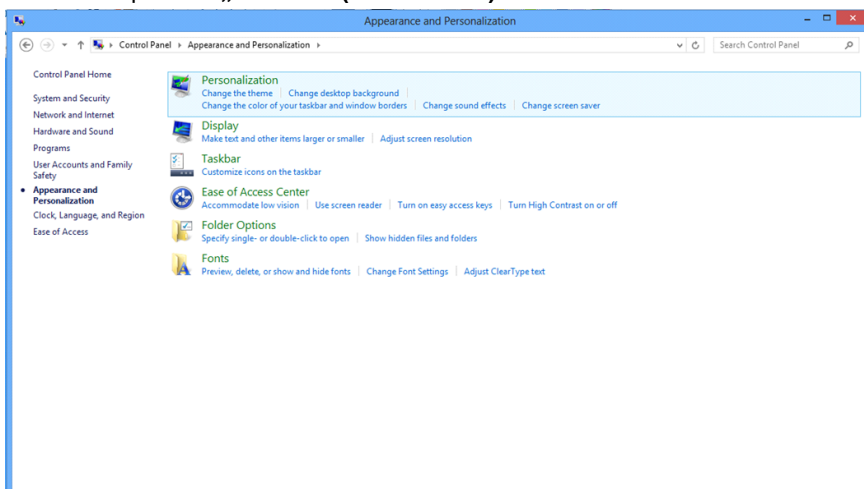 Appearance and Personalization
Control Panel ▸ Appearance and Personalization ▸
Search Control Panel
Control Panel Home
System and Security
Network and Internet
Hardware and Sound
Programs
User Accounts and Family
Safety
Appearance and
Personalization
Clock, Language, and Region
Ease of Access
Personalization
Change the theme | Change desktop background |
Change the color of your taskbar and window borders | Change sound effects | Change screen saver
Display
Make text and other items larger or smaller | Adjust screen resolution
Taskbar
Customize icons on the taskbar
Ease of Access Center
Accommodate low vision | Use screen reader | Turn on easy access keys | Turn High Contrast on or off
Folder Options
Specify single- or double-click to open | Show hidden files and folders
Fonts
Preview, delete, or show and hide fonts | Change Font Settings | Adjust ClearType text